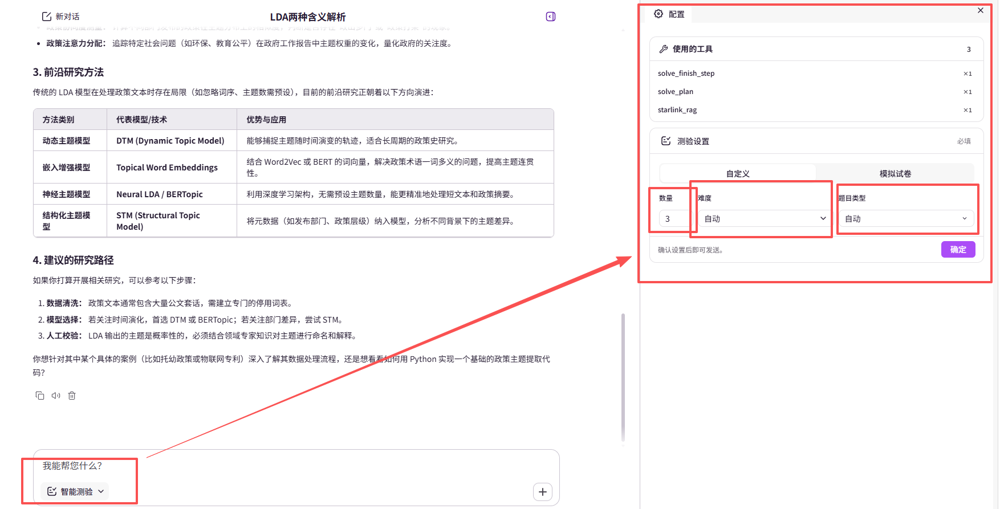 新对话
LDA两种含义解析
政策注意力分配： 追踪特定社会问题（如环保、教育公平）在政府工作报告中主题权重的变化，量化政府的关注度。
3. 前沿研究方法
传统的 LDA 模型在处理政策文本时存在局限（如忽略词序、主题数需预设），目前的前沿研究正朝着以下方向演进：
方法类别 代表模型/技术 优势与应用
动态主题模型 DTM (Dynamic Topic Model) 能够捕捉主题随时间演变的轨迹，适合长周期的政策史研究。
嵌入增强模型 Topical Word Embeddings 结合 Word2Vec 或 BERT 的词向量，解决政策术语一词多义的问题，提高主题连贯
性。
神经主题模型 Neural LDA / BERTopic 利用深度学习架构，无需预设主题数量，能更精准地处理短文本和政策摘要。
结构化主题模
型
STM (Structural Topic
Model)
将元数据（如发布部门、政策层级）纳入模型，分析不同背景下的主题差异。
4. 建议的研究路径
如果你打算开展相关研究，可以参考以下步骤：
1. 数据清洗： 政策文本通常包含大量公文套话，需建立专门的停用词表。
2. 模型选择： 若关注时间演化，首选 DTM 或 BERTopic；若关注部门差异，尝试 STM。
3. 人工校验： LDA 输出的主题是概率性的，必须结合领域专家知识对主题进行命名和解释。
你想针对其中某个具体的案例（比如托幼政策或物联网专利）深入了解其数据处理流程，还是想看看如何用 Python 实现一个基础的政策主题提取代
码？
我能帮您什么？
智能测验
配置
使用的工具 3
solve_finish_step ×1
solve_plan ×1
starlink_rag ×1
测验设置 必填
自定义 模拟试卷
数量 难度 题目类型
3 自动 自动
确认设置后即可发送。 确定